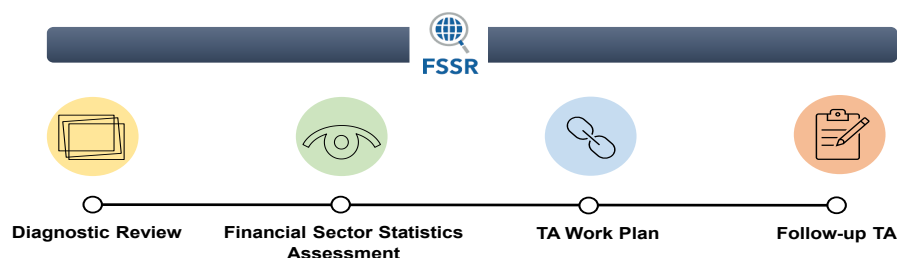 FSSR
Diagnostic Review
Financial Sector Statistics
Assessment
TA Work Plan
Follow-up TA